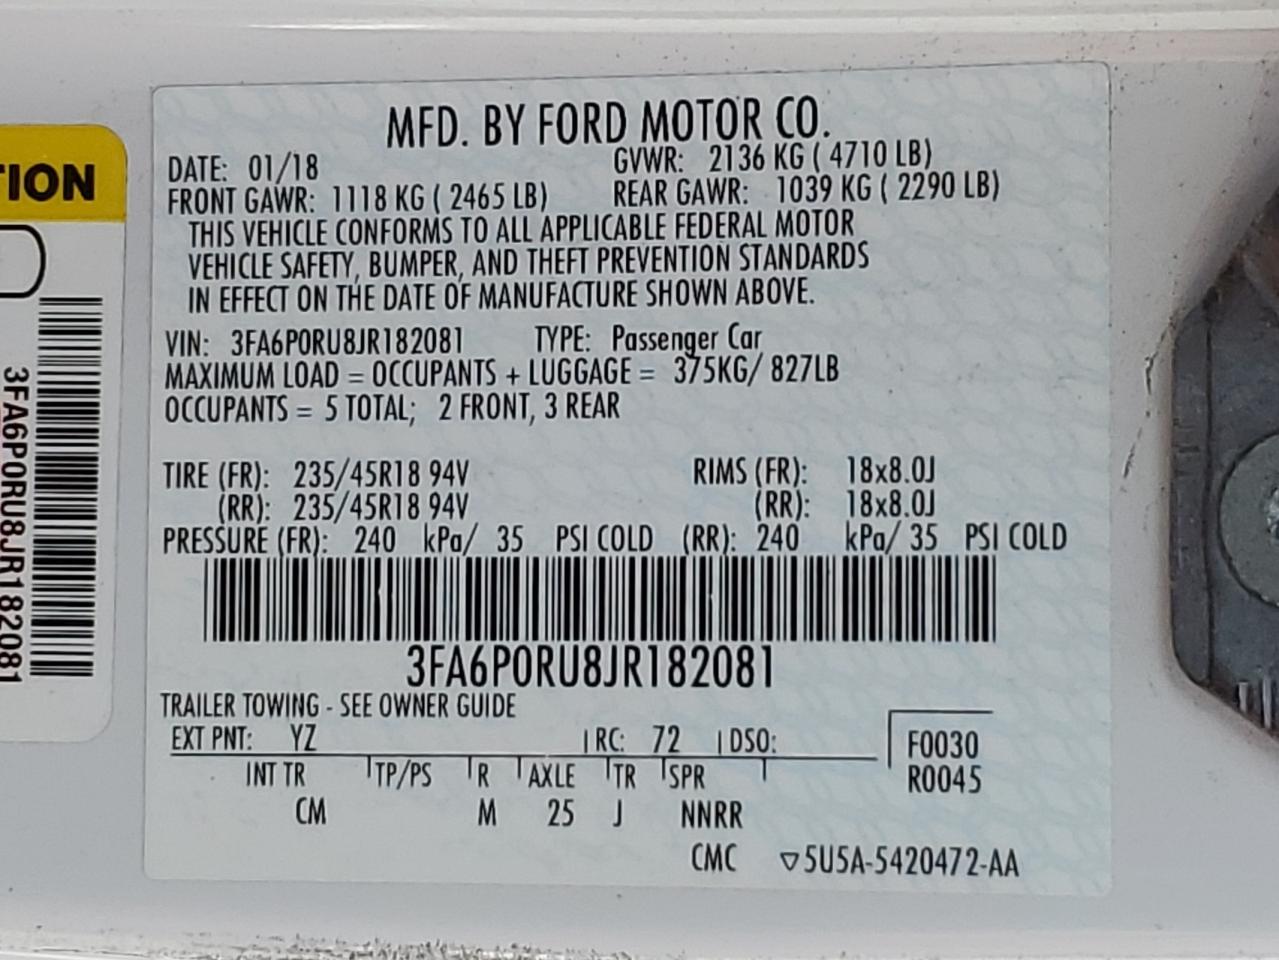 TION
3FA6P0RU8JR182081
MFD. BY FORD MOTOR CO.
DATE: 01/18 GVWR: 2136 KG ( 4710 LB)
FRONT GAWR: 1118 KG ( 2465 LB) REAR GAWR: 1039 KG ( 2290 LB)
THIS VEHICLE CONFORMS TO ALL APPLICABLE FEDERAL MOTOR
VEHICLE SAFETY, BUMPER, AND THEFT PREVENTION STANDARDS
IN EFFECT ON THE DATE OF MANUFACTURE SHOWN ABOVE.
VIN: 3FA6P0RU8JR182081 TYPE: Passenger Car
MAXIMUM LOAD = OCCUPANTS + LUGGAGE = 375KG/ 827LB
OCCUPANTS = 5 TOTAL; 2 FRONT, 3 REAR
TIRE (FR): 235/45R18 94V RIMS (FR): 18x8.0J
(RR): 235/45R18 94V (RR): 18x8.0J
PRESSURE (FR): 240 kPa/ 35 PSI COLD (RR): 240 kPa/ 35 PSI COLD
3FA6P0RU8JR182081
TRAILER TOWING - SEE OWNER GUIDE
EXT PNT: YZ RC: 72 DSO: F0030
INT TR TP/PS R AXLE TR SPR R0045
CM M 25 J NNRR
CMC ▽5U5A-5420472-AA